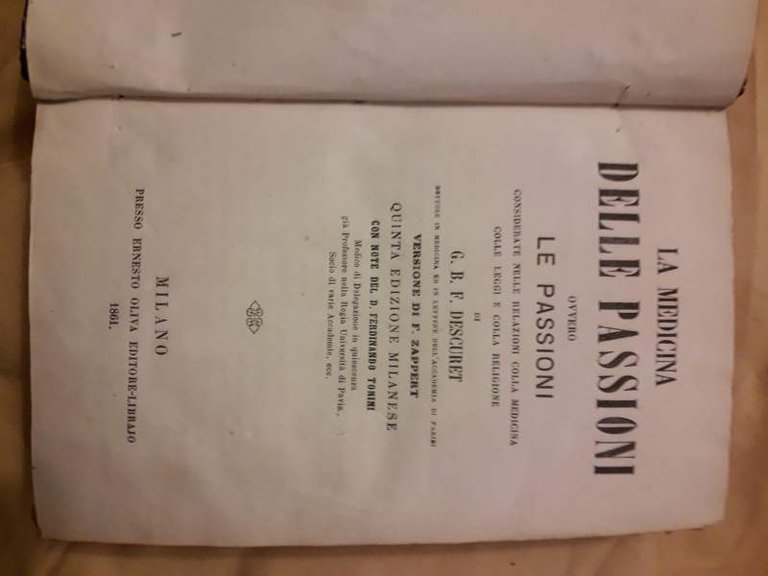 LA MEDICINA
DELLE PASSIONI
OVVERO
LE PASSIONI
CONSIDERATE NELLE RELAZIONI COLLA MEDICINA
COLLE LEGGI E COLLA RELIGIONE
DI
G. B. F. DESCURET
DOTTORE IN MEDICINA ED IN LETTERE DELL'ACCADEMIA DI PARIGI
VERSIONE DI F. ZAPPERT
QUINTA EDIZIONE MILANESE
CON NOTE DEL D. FERDINANDO TONINI
Medico di Delegazione in quiescenza
già Professore nella Regia Università di Pavia,
Socio di varie Accademie, ecc.
MILANO
PRESSO ERNESTO OLIVA EDITORE-LIBRAJO
1861.